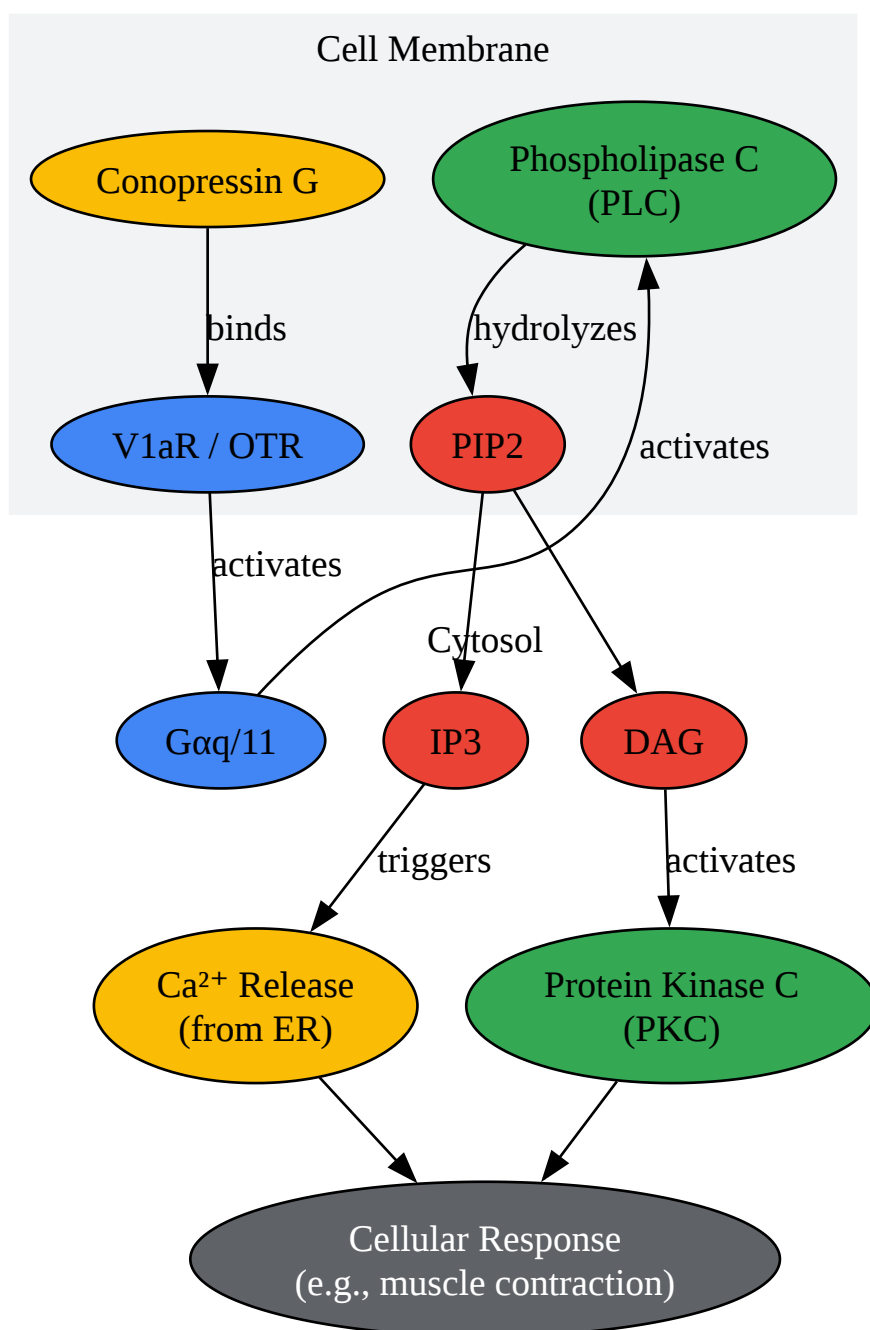 Cell Membrane
Conopressin G
Phospholipase C
(PLC)
binds
hydrolyzes
V1aR / OTR
PIP2
activates
activates
Cytosol
Gαq/11
IP3
DAG
triggers
activates
Ca²⁺ Release
(from ER)
Protein Kinase C
(PKC)
Cellular Response
(e.g., muscle contraction)